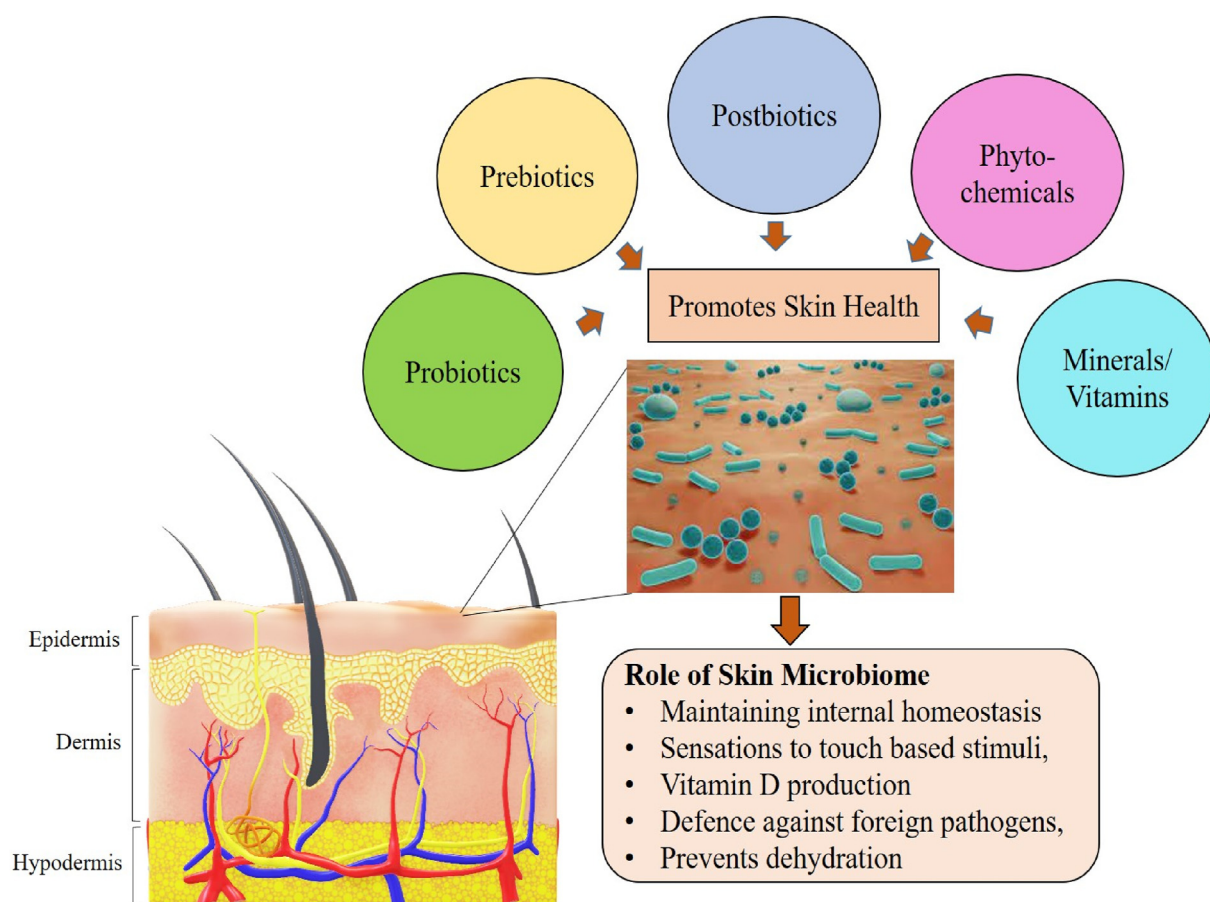 Postbiotics
Prebiotics
Phyto-
chemicals
Promotes Skin Health
Probiotics
Minerals/
Vitamins
Epidermis
Dermis
Hypodermis
Role of Skin Microbiome
• Maintaining internal homeostasis
• Sensations to touch based stimuli,
• Vitamin D production
• Defence against foreign pathogens,
• Prevents dehydration